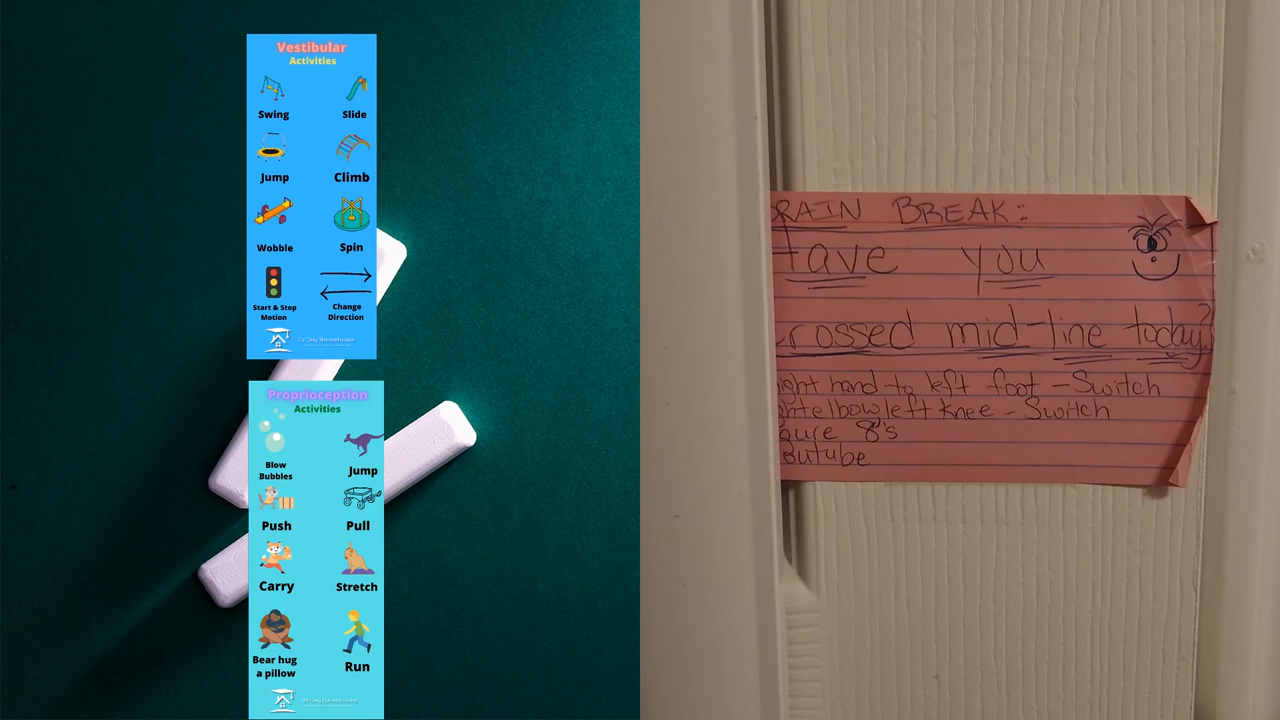 Vestibular
Activities
Swing
Slide
Jump
Climb
Wobble
Spin
Start & Stop
Motion
Change
Direction
Proprioception
Activities
Blow
Bubbles
Jump
Push
Pull
Carry
Stretch
Bear hug
a pillow
Run
RAIN BREAK:
Have you
crossed mid-line today?
ight hand to left foot - Switch
ght elbow left knee - Switch
gure 8's
outube